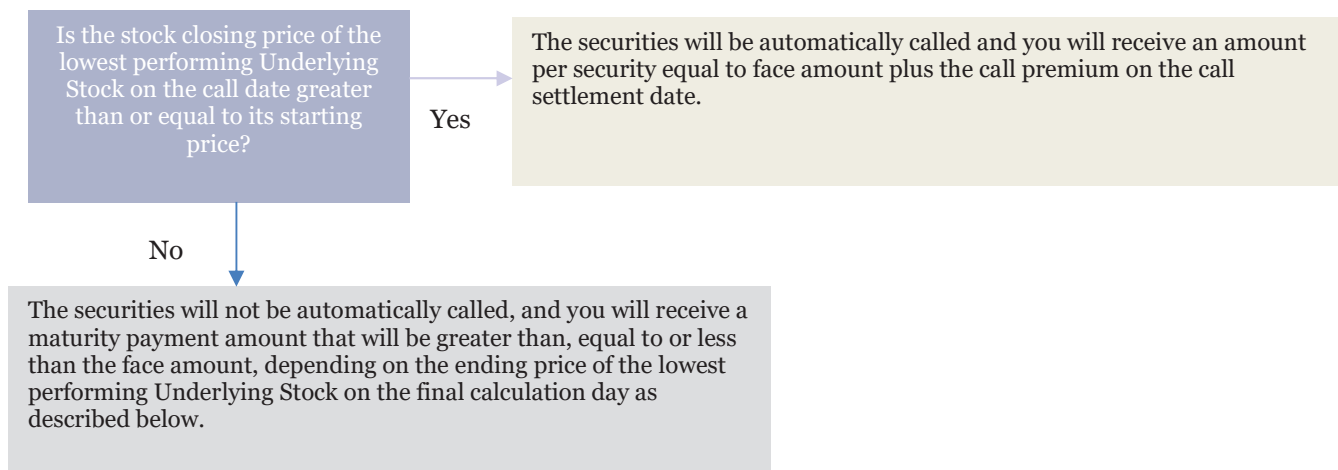 Is the stock closing price of the
lowest performing Underlying
Stock on the call date greater
than or equal to its starting
price?
Yes
The securities will be automatically called and you will receive an amount
per security equal to face amount plus the call premium on the call
settlement date.
No
The securities will not be automatically called, and you will receive a
maturity payment amount that will be greater than, equal to or less
than the face amount, depending on the ending price of the lowest
performing Underlying Stock on the final calculation day as
described below.